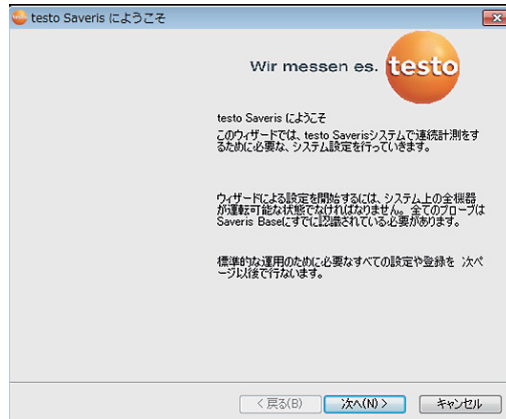 testo Saveris にようこそ
Wir messen es. testo
testo Saveris にようこそ
このウィザードでは、testo Saverisシステムで連続計測をす
るために必要な、システム設定を行っていきます。
ウィザードによる設定を開始するには、システム上の全機器
が運転可能な状態でなければなりません。全てのプローブは
Saveris Baseにすでに認識されている必要があります。
標準的な運用のために必要なすべての設定や登録を 次ペ
ージ以後で行ないます。
< 戻る(B)
次へ(N) >
キャンセル